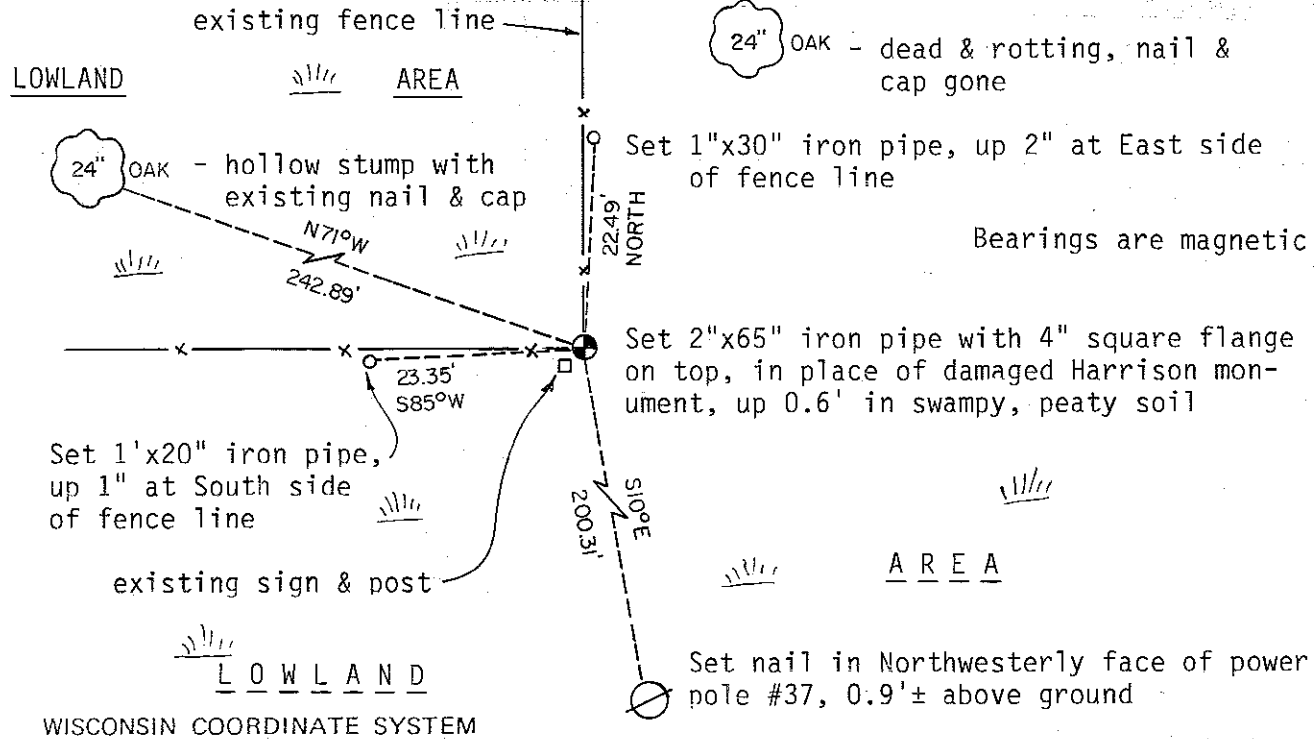 existing fence line
24" OAK - dead & rotting, nail &
cap gone
LOWLAND AREA
24" OAK - hollow stump with
existing nail & cap
Set 1"x30" iron pipe, up 2" at East side
of fence line
N71°W
242.89'
22.49'
NORTH
Bearings are magnetic
Set 2"x65" iron pipe with 4" square flange
on top, in place of damaged Harrison mon-
ument, up 0.6' in swampy, peaty soil
23.35'
S85°W
Set 1'x20" iron pipe,
up 1" at South side
of fence line
S10°E
200.31'
existing sign & post
AREA
LOWLAND
Set nail in Northwesterly face of power
pole #37, 0.9'± above ground
WISCONSIN COORDINATE SYSTEM